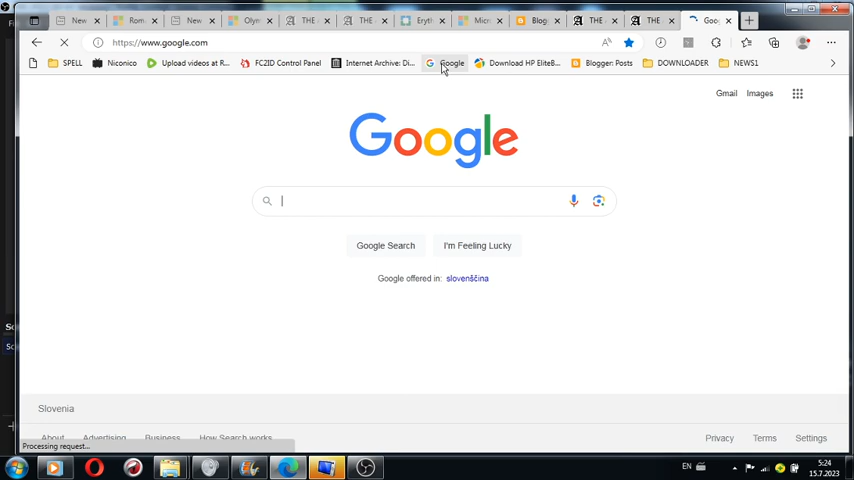 New
Rom
New
Olym
THE
THE
Eryth
Micr
Blog
THE
THE
Goo
https://www.google.com
SPELL
Niconico
Upload videos at R...
FC2ID Control Panel
Internet Archive: Di...
Google
Download HP EliteB...
Blogger: Posts
DOWNLOADER
NEWS1
Gmail
Images
Google
Google Search
I'm Feeling Lucky
Google offered in: slovenščina
Slovenia
About
Advertising
Business
How Search works
Privacy
Terms
Settings
Processing request...
EN
5:24
15.7.2023